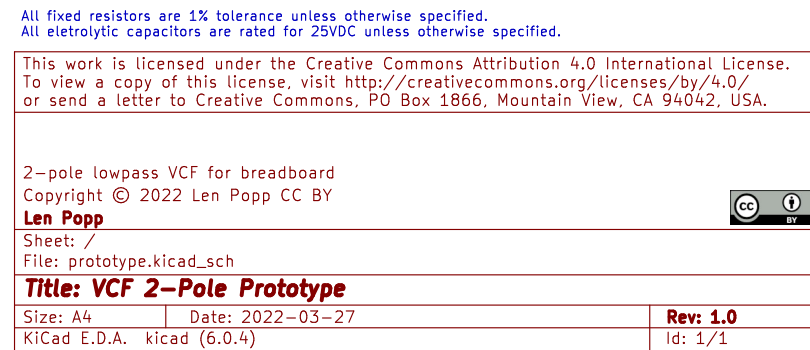 All fixed resistors are 1% tolerance unless otherwise specified.
All eletrolytic capacitors are rated for 25VDC unless otherwise specified.
This work is licensed under the Creative Commons Attribution 4.0 International License.
To view a copy of this license, visit http://creativecommons.org/licenses/by/4.0/
or send a letter to Creative Commons, PO Box 1866, Mountain View, CA 94042, USA.
2-pole lowpass VCF for breadboard
Copyright © 2022 Len Popp CC BY
Len Popp
cc BY
Sheet: /
File: prototype.kicad_sch
Title: VCF 2-Pole Prototype
Size: A4 Date: 2022-03-27 Rev: 1.0
KiCad E.D.A. kicad (6.0.4) Id: 1/1